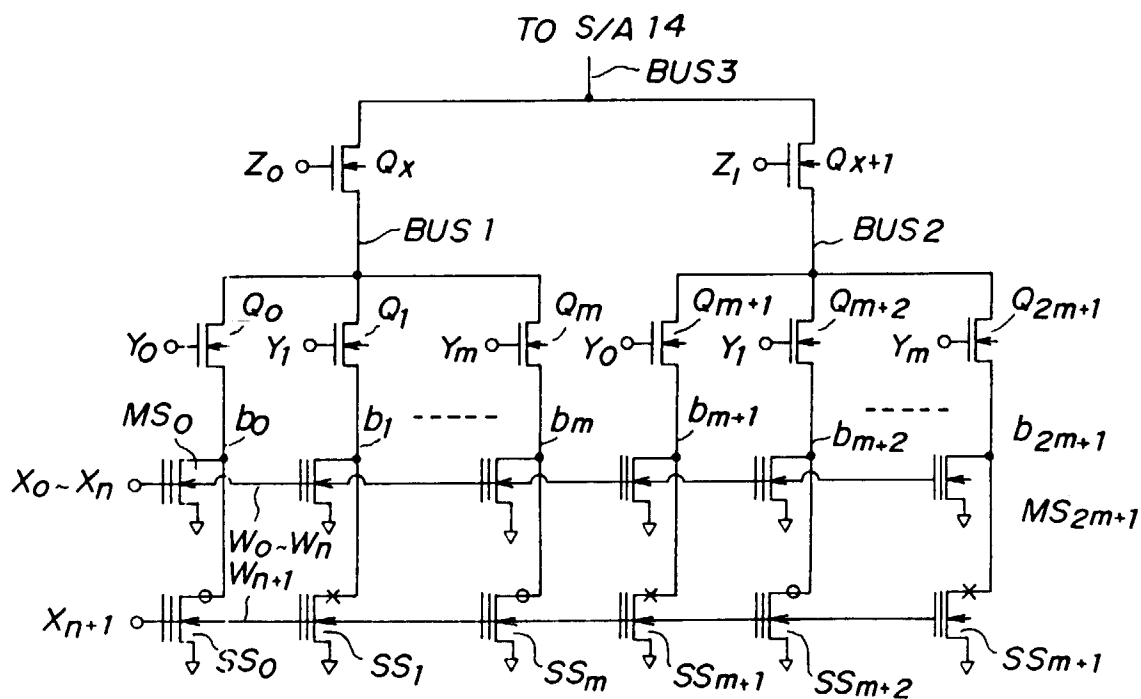 TO S/A 14
BUS3
Z0 Qx Z1 Qx+1
BUS1 BUS2
Q0 Q1 Qm Qm+1 Qm+2 Q2m+1
Y0 Y1 Ym Y0 Y1 Ym
MS0 b0 b1 bm bm+1 bm+2 b2m+1
X0~Xn MS2m+1
W0~Wn
Wn+1
Xn+1
SS0 SS1 SSm SSm+1 SSm+2 SSm+1